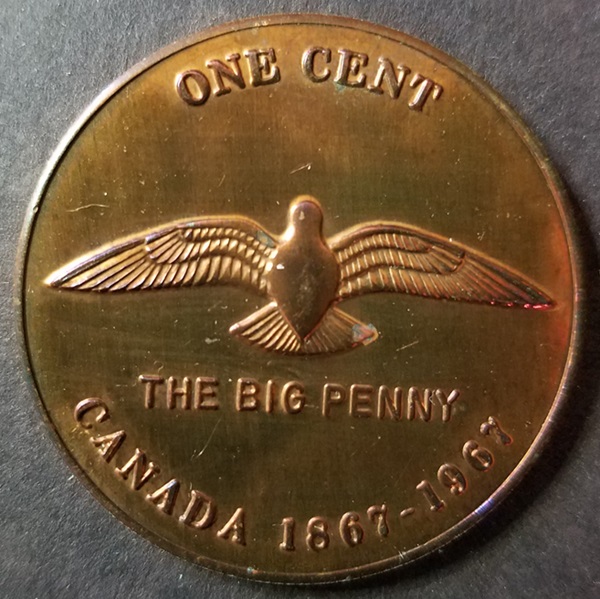 ONE CENT
THE BIG PENNY
CANADA 1867-1967